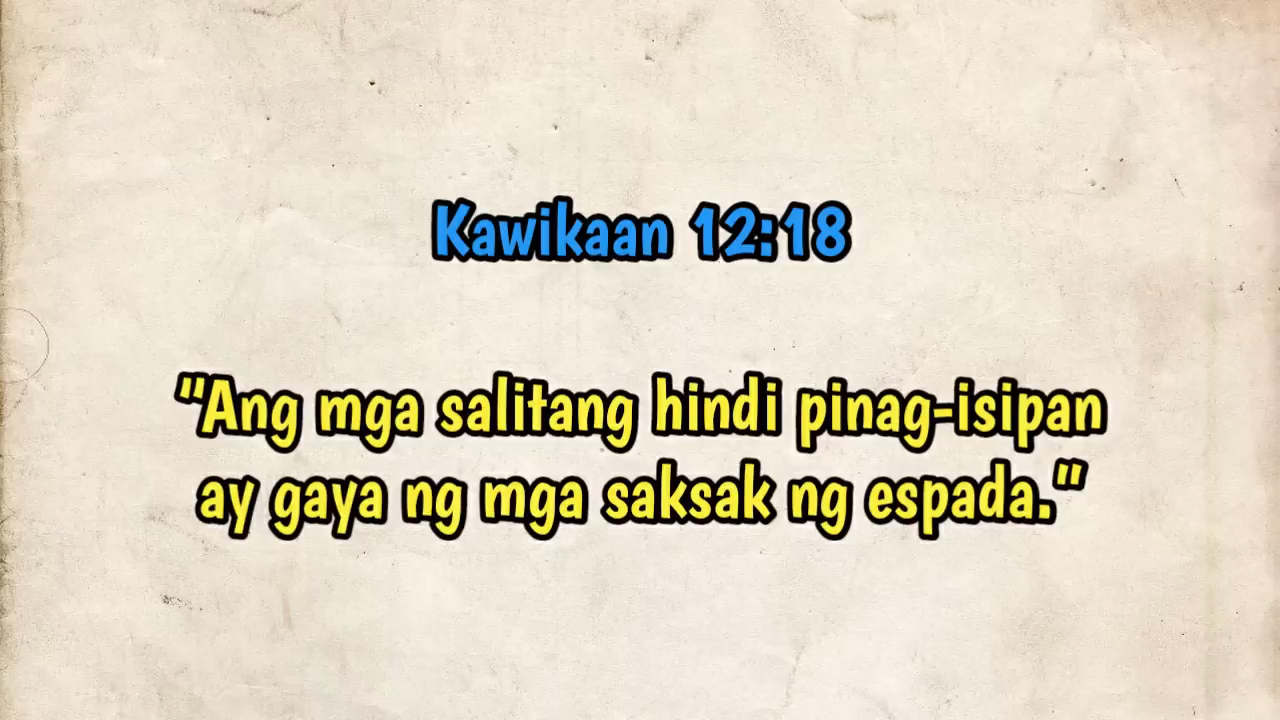 Kawikaan 12:18
"Ang mga salitang hindi pinag-isipan
ay gaya ng mga saksak ng espada."